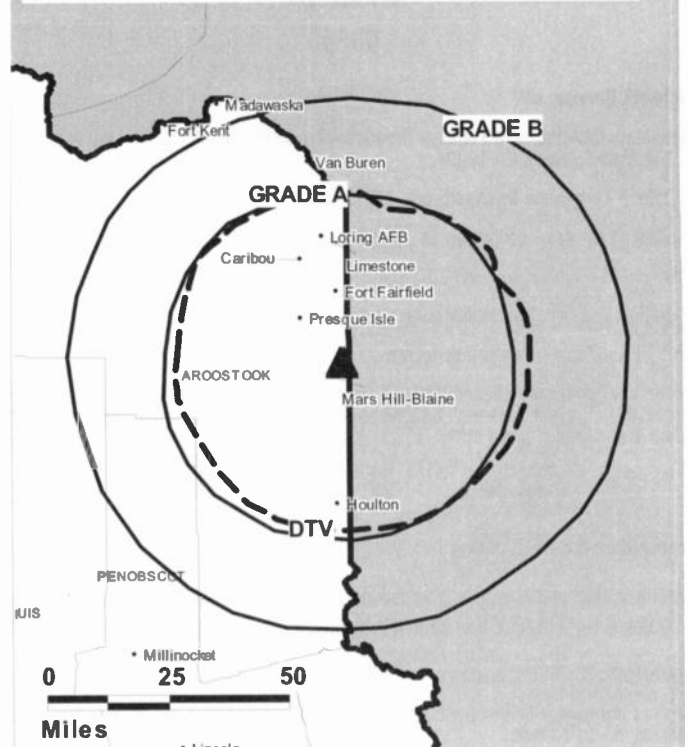 Madawaska
GRADE B
Fort Kent
Van Buren
GRADE A
Loring AFB
Caribou
Limestone
Fort Fairfield
Presque Isle
AROOSTOOK
Mars Hill-Blaine
Houlton
DTV
PENOBSCOT
Millinocket
0 25 50
Miles